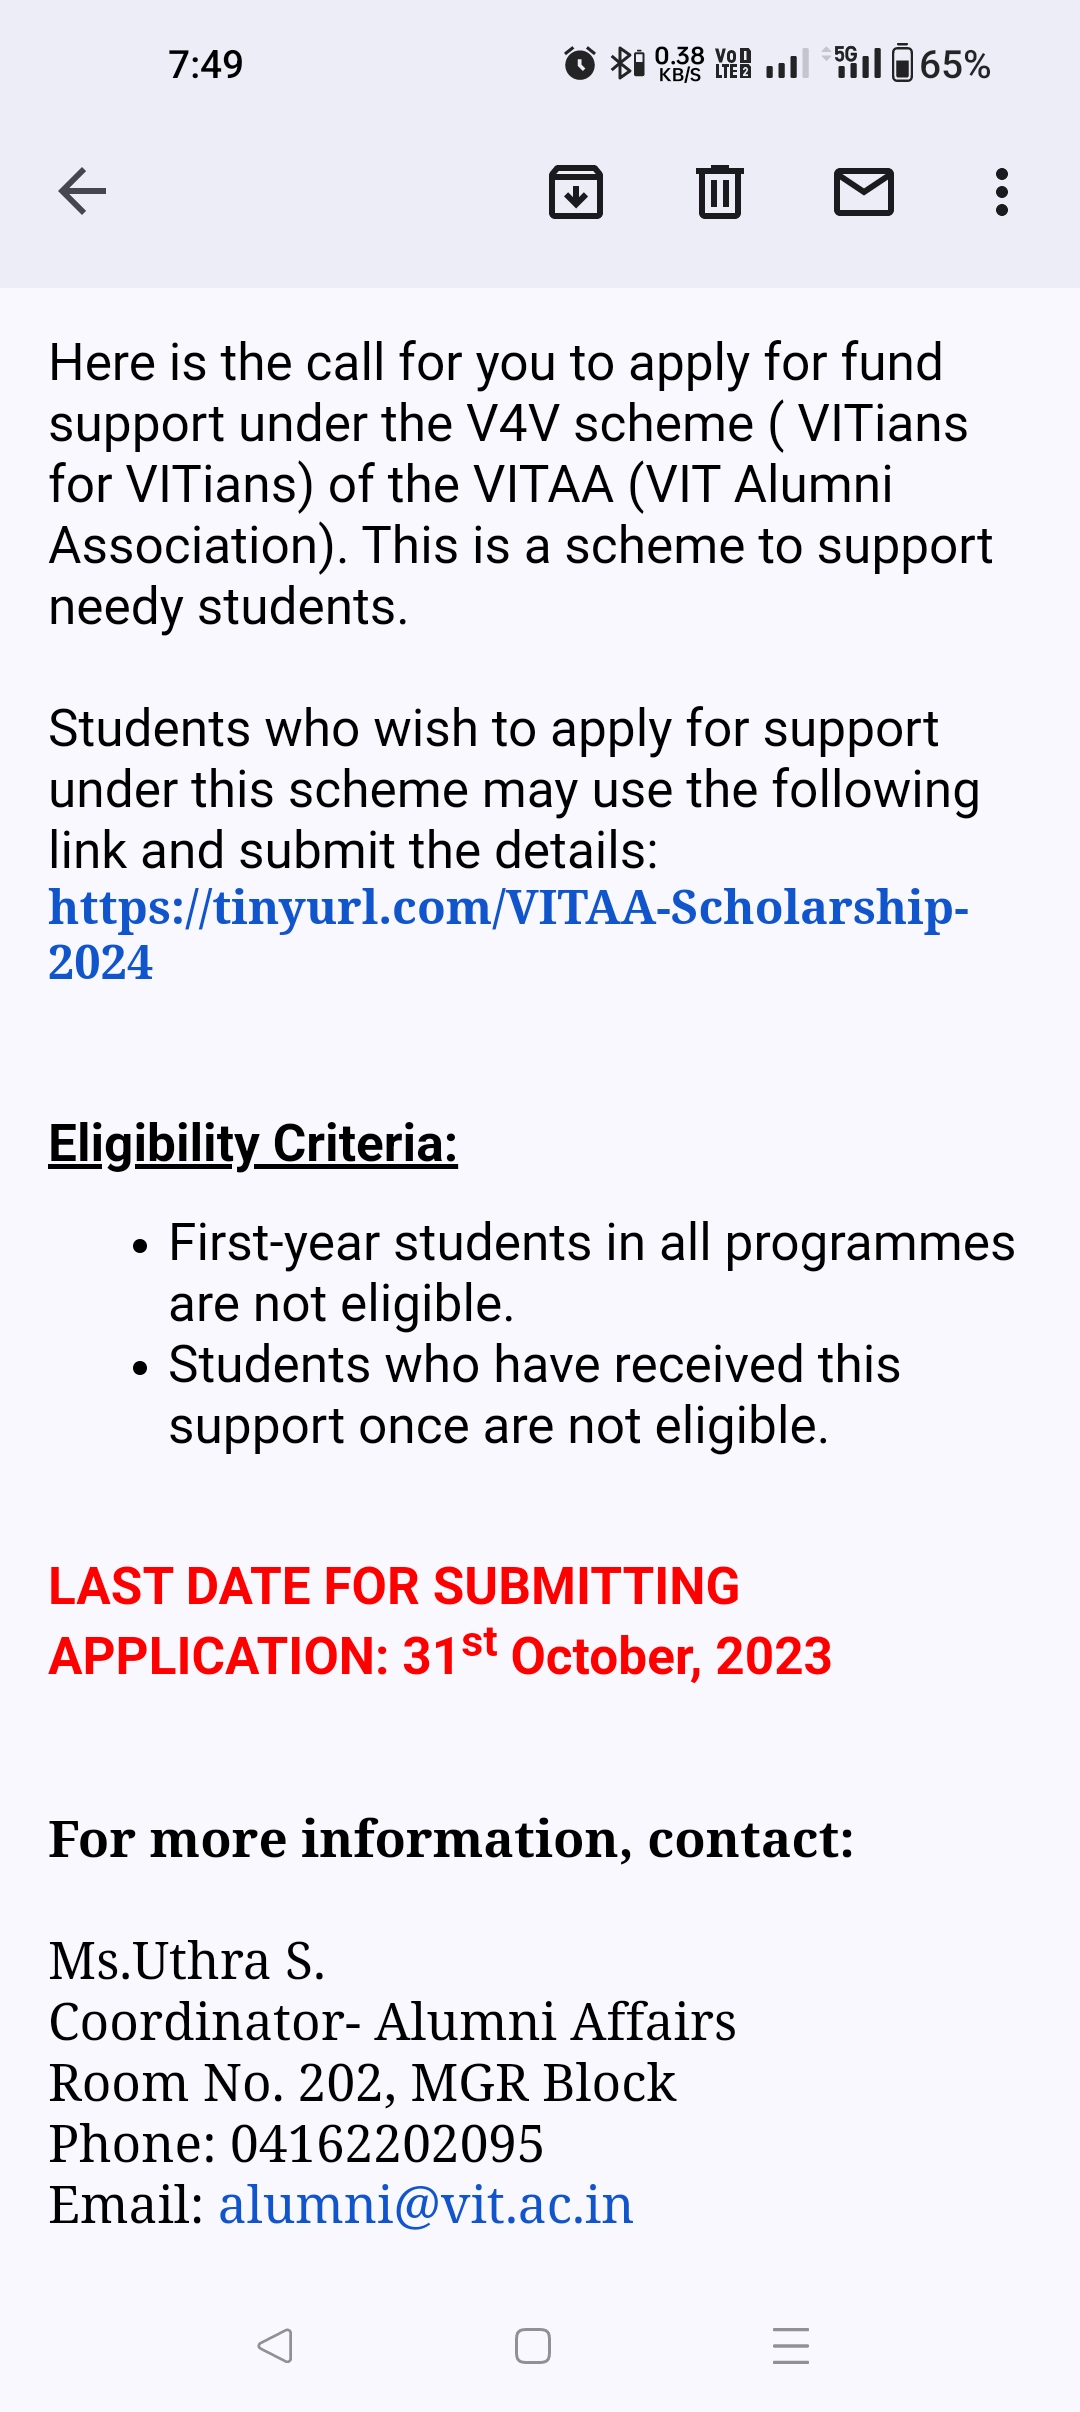 7:49 0.38 KB/S Vo 1 LTE 2 5G 65%
Here is the call for you to apply for fund
support under the V4V scheme ( VITians
for VITians) of the VITAA (VIT Alumni
Association). This is a scheme to support
needy students.
Students who wish to apply for support
under this scheme may use the following
link and submit the details:
https://tinyurl.com/VITAA-Scholarship-
2024
Eligibility Criteria:
• First-year students in all programmes
are not eligible.
• Students who have received this
support once are not eligible.
LAST DATE FOR SUBMITTING
APPLICATION: 31st October, 2023
For more information, contact:
Ms.Uthra S.
Coordinator- Alumni Affairs
Room No. 202, MGR Block
Phone: 04162202095
Email: alumni@vit.ac.in